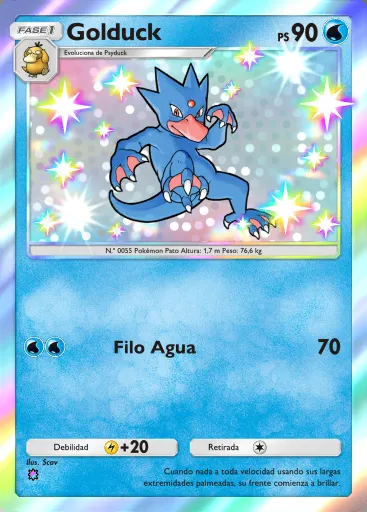 FASE 1
Golduck
PS 90
Evoluciona de Psyduck
N.º 0055 Pokémon Pato Altura: 1,7 m Peso: 76,6 kg
Filo Agua 70
Debilidad +20 Retirada
Ilus. Scav
Cuando nada a toda velocidad usando sus largas
extremidades palmeadas, su frente comienza a brillar.